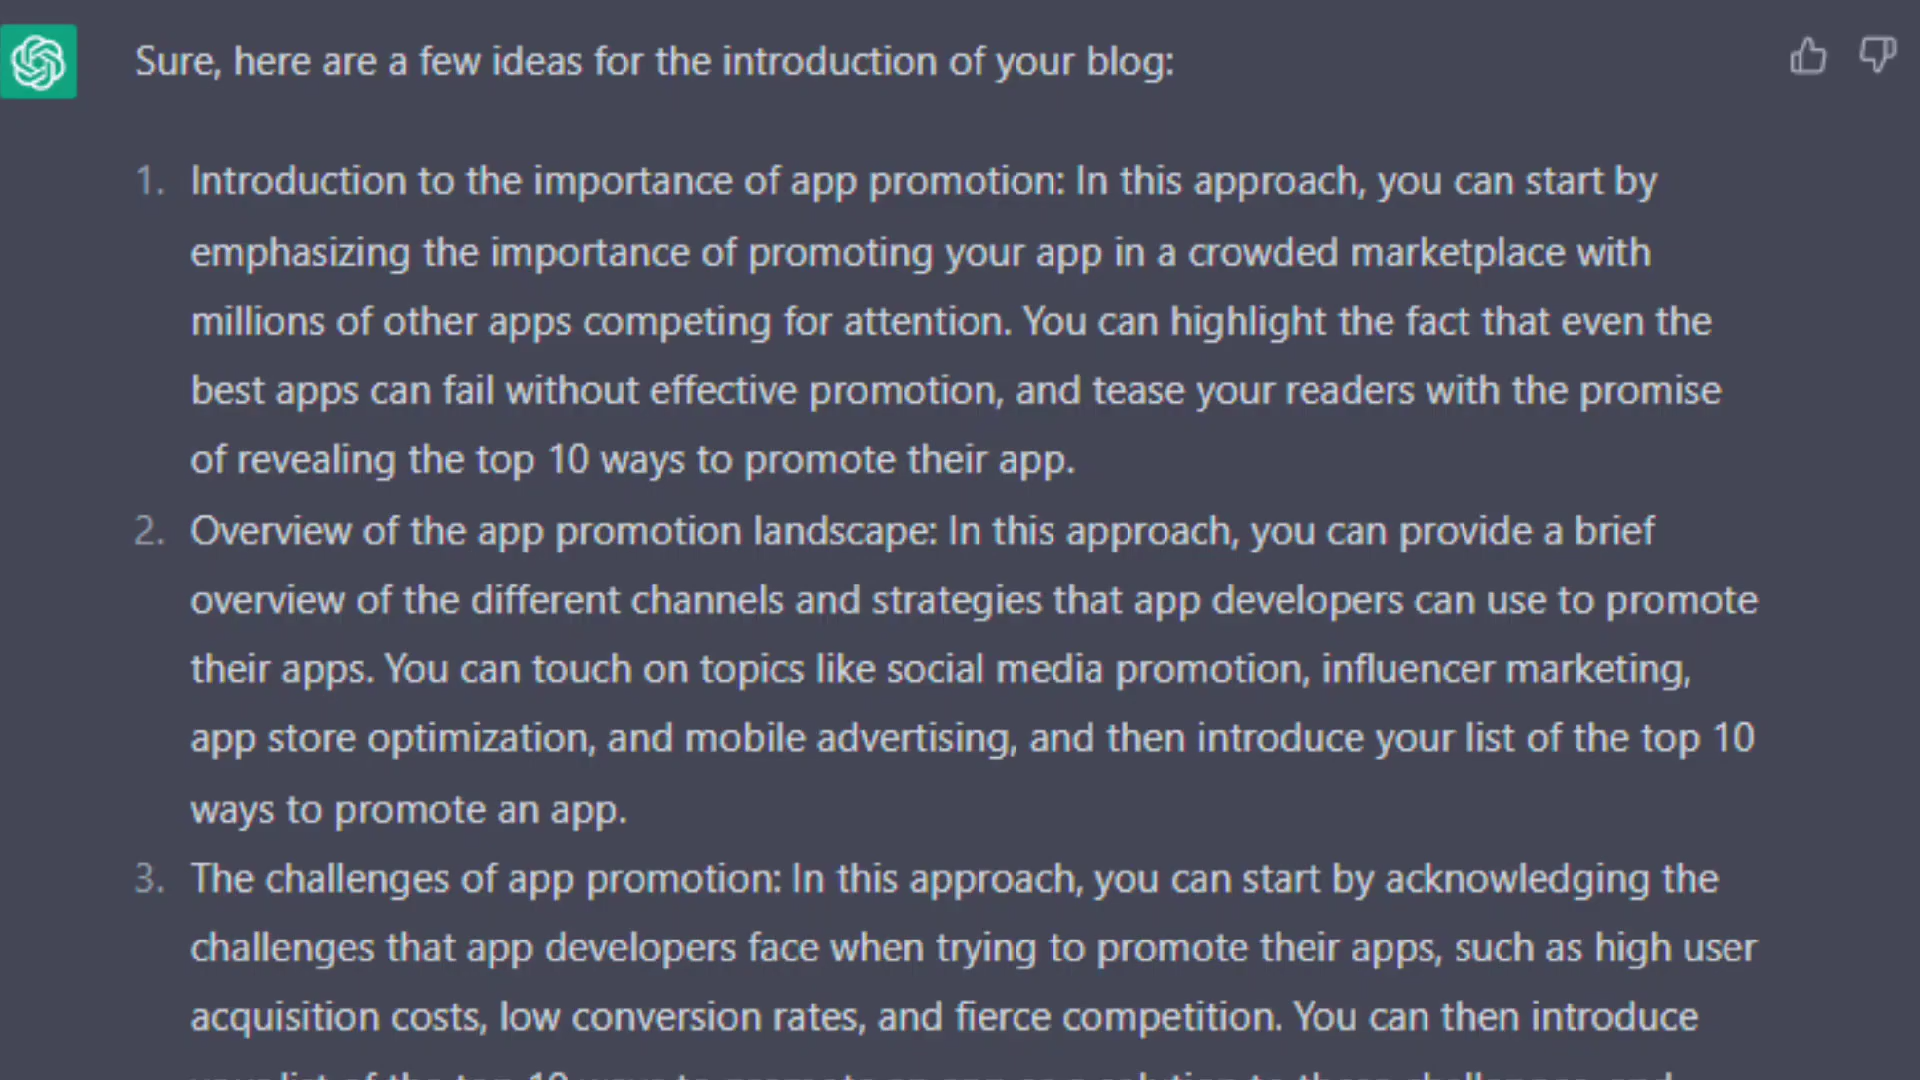 Sure, here are a few ideas for the introduction of your blog:
1. Introduction to the importance of app promotion: In this approach, you can start by
emphasizing the importance of promoting your app in a crowded marketplace with
millions of other apps competing for attention. You can highlight the fact that even the
best apps can fail without effective promotion, and tease your readers with the promise
of revealing the top 10 ways to promote their app.
2. Overview of the app promotion landscape: In this approach, you can provide a brief
overview of the different channels and strategies that app developers can use to promote
their apps. You can touch on topics like social media promotion, influencer marketing,
app store optimization, and mobile advertising, and then introduce your list of the top 10
ways to promote an app.
3. The challenges of app promotion: In this approach, you can start by acknowledging the
challenges that app developers face when trying to promote their apps, such as high user
acquisition costs, low conversion rates, and fierce competition. You can then introduce